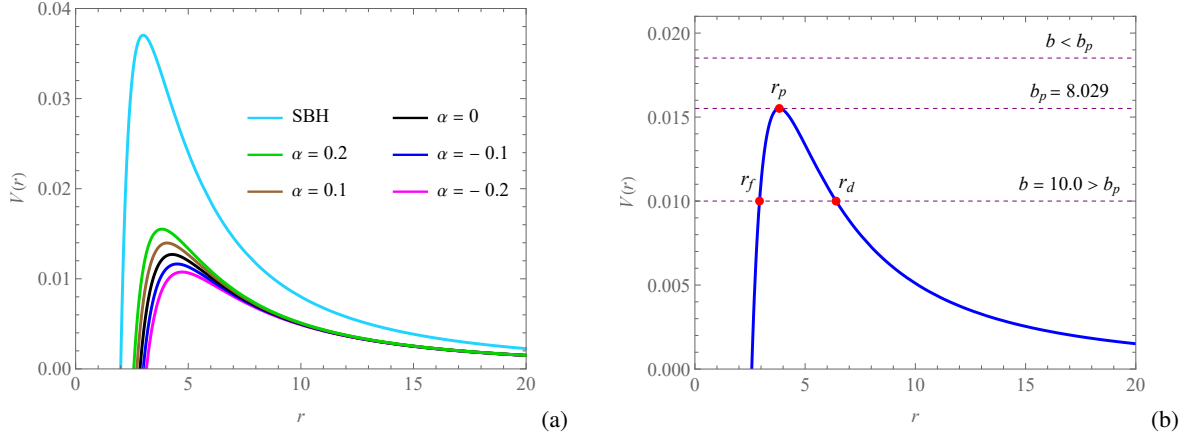 0.04
0.03
0.02
0.01
0.00
V(r)
SBH
α = 0
α = 0.2
α = - 0.1
α = 0.1
α = - 0.2
0
5
10
15
20
r
(a)
0.020
0.015
0.010
0.005
0.000
V(r)
b < b_p
r_p
b_p = 8.029
r_f
r_d
b = 10.0 > b_p
0
5
10
15
20
r
(b)